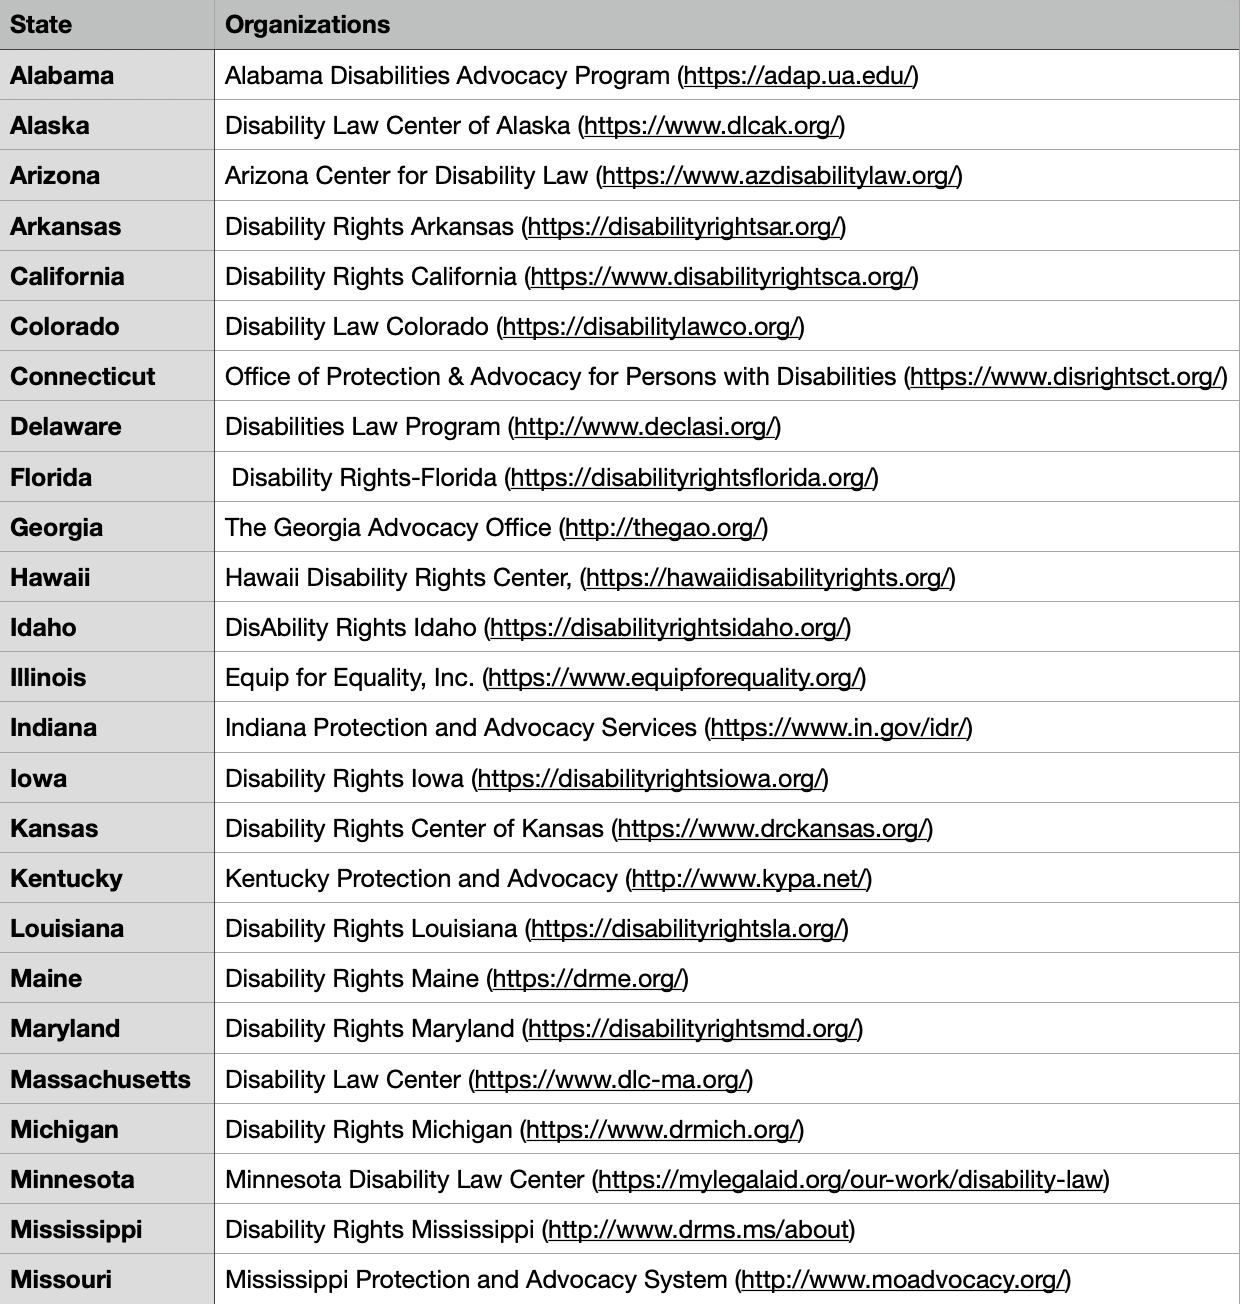 State Organizations
Alabama Alabama Disabilities Advocacy Program (https://adap.ua.edu/)
Alaska Disability Law Center of Alaska (https://www.dlcak.org/)
Arizona Arizona Center for Disability Law (https://www.azdisabilitylaw.org/)
Arkansas Disability Rights Arkansas (https://disabilityrightsar.org/)
California Disability Rights California (https://www.disabilityrightsca.org/)
Colorado Disability Law Colorado (https://disabilitylawco.org/)
Connecticut Office of Protection & Advocacy for Persons with Disabilities (https://www.disrightsct.org/)
Delaware Disabilities Law Program (http://www.declasi.org/)
Florida Disability Rights-Florida (https://disabilityrightsflorida.org/)
Georgia The Georgia Advocacy Office (http://thegao.org/)
Hawaii Hawaii Disability Rights Center, (https://hawaiidisabilityrights.org/)
Idaho DisAbility Rights Idaho (https://disabilityrightsidaho.org/)
Illinois Equip for Equality, Inc. (https://www.equipforequality.org/)
Indiana Indiana Protection and Advocacy Services (https://www.in.gov/idr/)
Iowa Disability Rights Iowa (https://disabilityrightsiowa.org/)
Kansas Disability Rights Center of Kansas (https://www.drckansas.org/)
Kentucky Kentucky Protection and Advocacy (http://www.kypa.net/)
Louisiana Disability Rights Louisiana (https://disabilityrightsla.org/)
Maine Disability Rights Maine (https://drme.org/)
Maryland Disability Rights Maryland (https://disabilityrightsmd.org/)
Massachusetts Disability Law Center (https://www.dlc-ma.org/)
Michigan Disability Rights Michigan (https://www.drmich.org/)
Minnesota Minnesota Disability Law Center (https://mylegalaid.org/our-work/disability-law)
Mississippi Disability Rights Mississippi (http://www.drms.ms/about)
Missouri Mississippi Protection and Advocacy System (http://www.moadvocacy.org/)